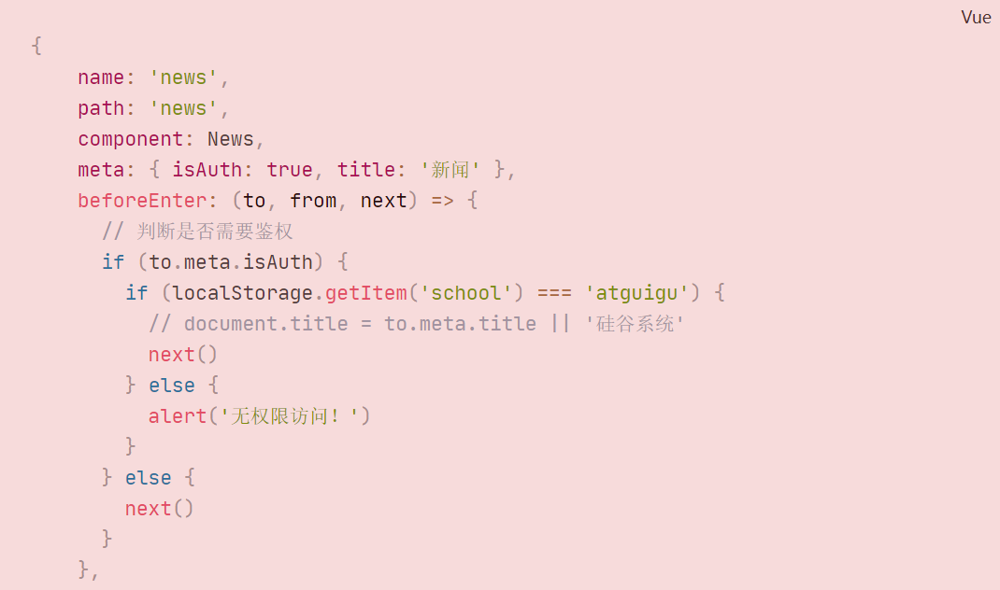 Vue
{
    name: 'news',
    path: 'news',
    component: News,
    meta: { isAuth: true, title: '新闻' },
    beforeEnter: (to, from, next) => {
      // 判断是否需要鉴权
      if (to.meta.isAuth) {
        if (localStorage.getItem('school') === 'atguigu') {
          // document.title = to.meta.title || '硅谷系统'
          next()
        } else {
          alert('无权限访问！')
        }
      } else {
        next()
      }
    },